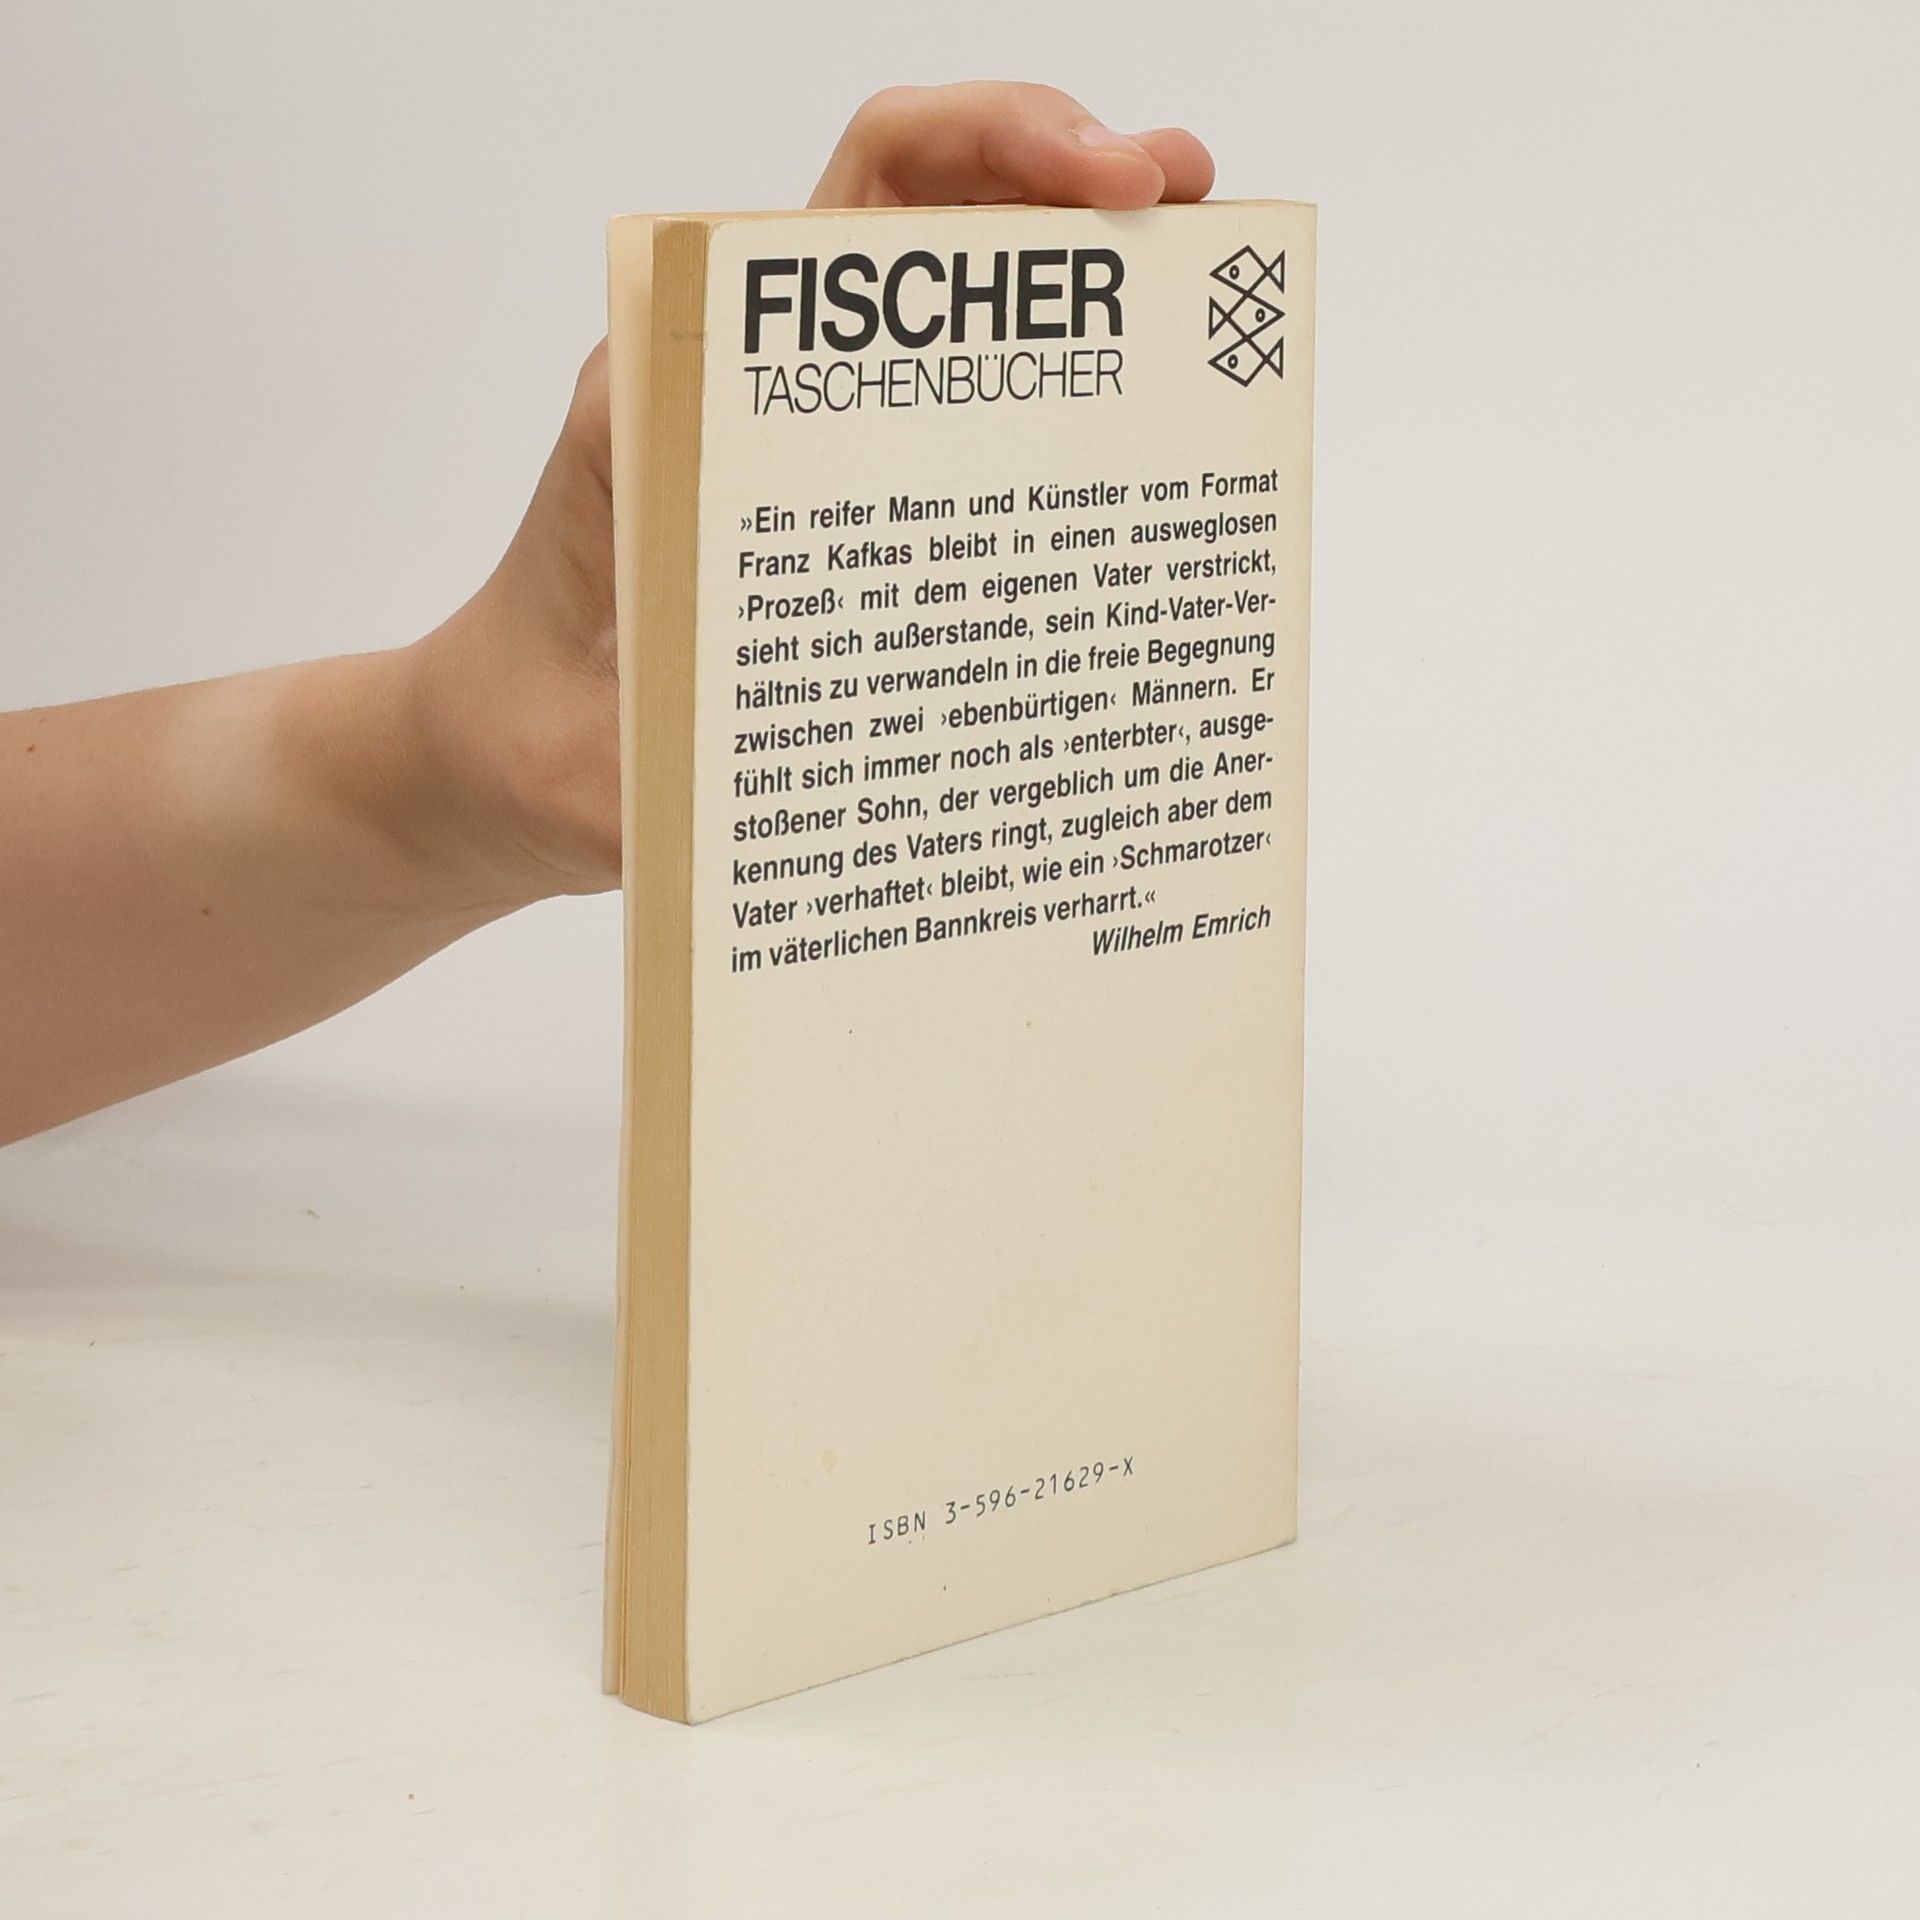 FISCHER
TASCHENBÜCHER
»Ein reifer Mann und Künstler vom Format
Franz Kafkas bleibt in einen ausweglosen
›Prozeß‹ mit dem eigenen Vater verstrickt,
sieht sich außerstande, sein Kind-Vater-Ver-
hältnis zu verwandeln in die freie Begegnung
zwischen zwei ›ebenbürtigen‹ Männern. Er
fühlt sich immer noch als ›enterbter‹, ausge-
stoßener Sohn, der vergeblich um die Aner-
kennung des Vaters ringt, zugleich aber dem
Vater ›verhaftet‹ bleibt, wie ein ›Schmarotzer‹
im väterlichen Bannkreis verharrt.«
Wilhelm Emrich
ISBN 3-596-21629-X